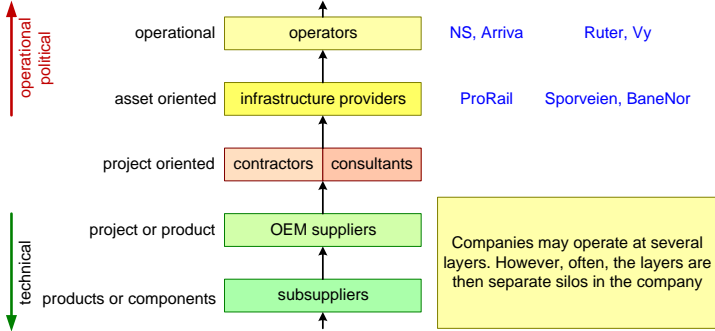 operational
political
operational
operators
NS, Arriva
Ruter, Vy
asset oriented
infrastructure providers
ProRail
Sporveien, BaneNor
project oriented
contractors
consultants
project or product
OEM suppliers
technical
products or components
subsuppliers
Companies may operate at several
layers. However, often, the layers are
then separate silos in the company